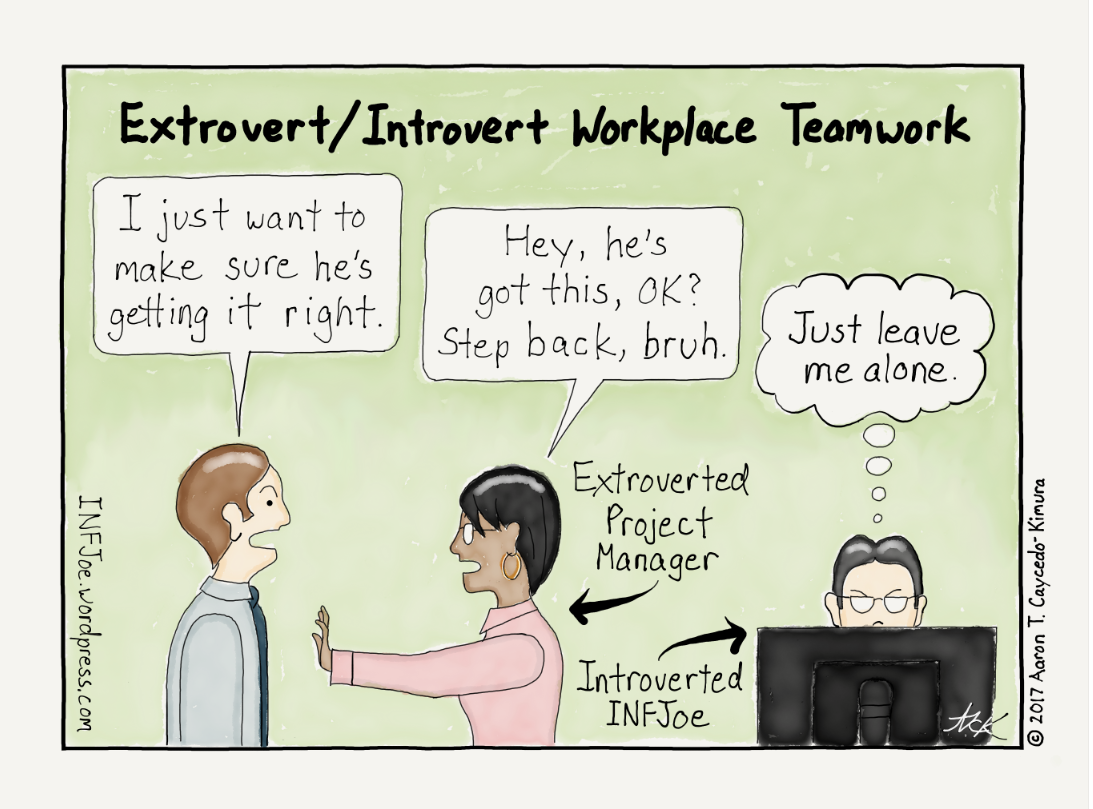 Extrovert/Introvert Workplace Teamwork
I just want to
make sure he's
getting it right.
Hey, he's
got this, OK?
Step back, bruh.
Just leave
me alone.
Extroverted
Project
Manager
Introverted
INFJoe
INFJoe.wordpress.com
© 2017 Aaron T. Caycedo-Kimura
ATCK